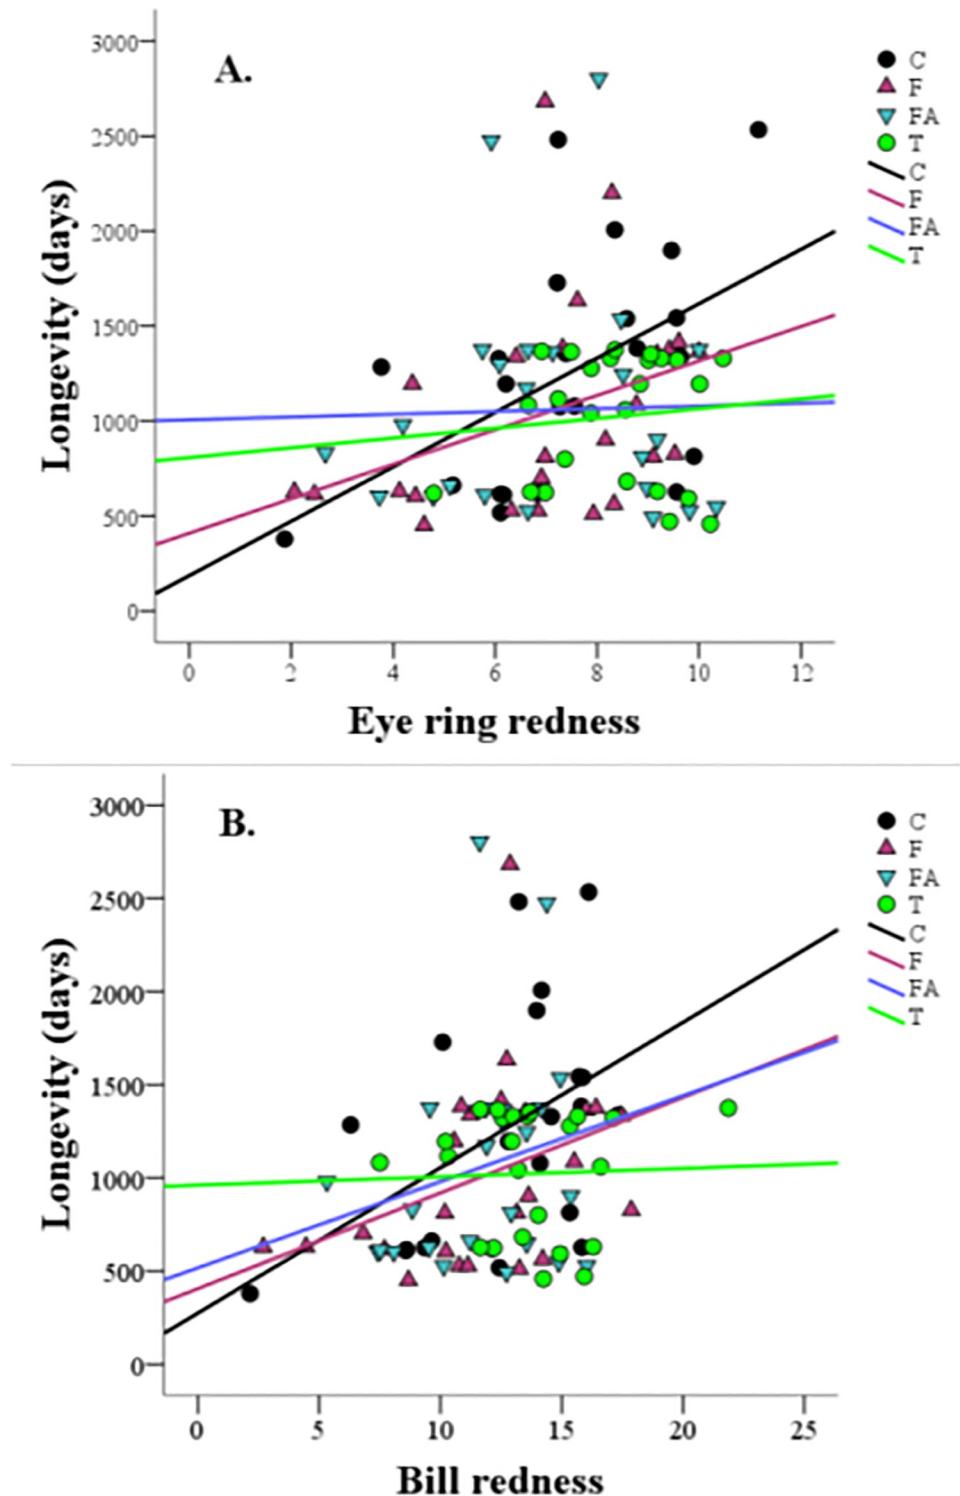 A.
Longevity (days)
3000
2500
2000
1500
1000
500
0
0 2 4 6 8 10 12
Eye ring redness
C
F
FA
T
C
F
FA
T
B.
Longevity (days)
3000
2500
2000
1500
1000
500
0
0 5 10 15 20 25
Bill redness
C
F
FA
T
C
F
FA
T